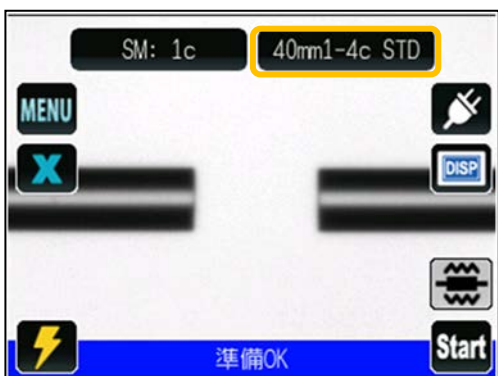 SM: 1c
40mm1-4c STD
MENU
X
DISP
準備OK
Start